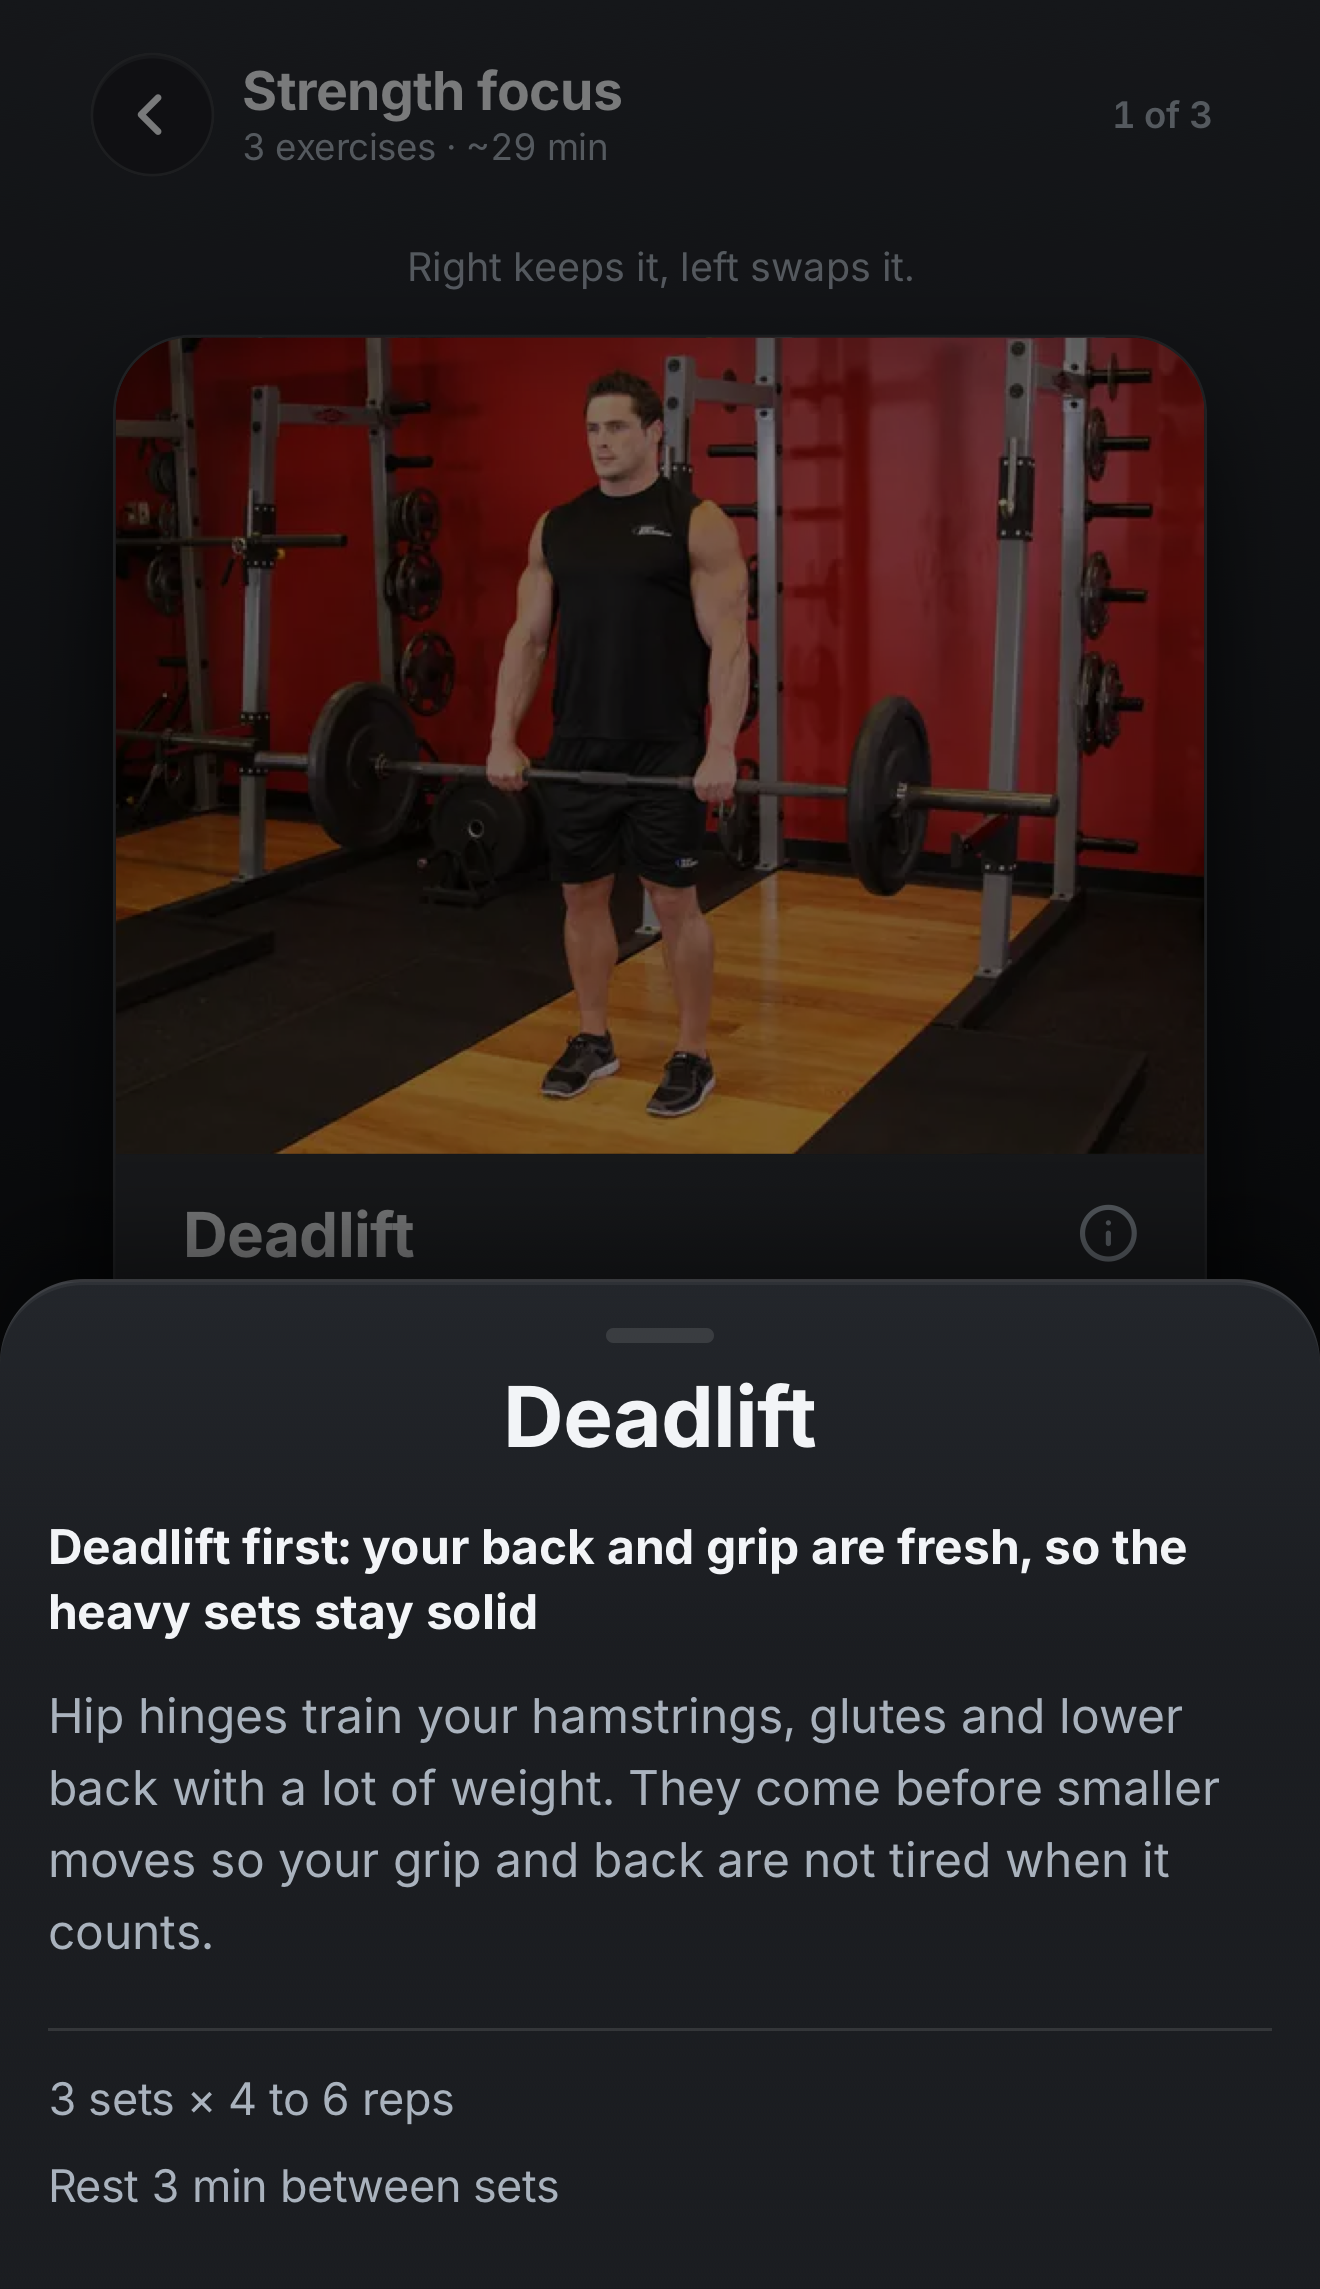 Strength focus
3 exercises · ~29 min
1 of 3
Right keeps it, left swaps it.
Deadlift
Deadlift
Deadlift first: your back and grip are fresh, so the
heavy sets stay solid
Hip hinges train your hamstrings, glutes and lower
back with a lot of weight. They come before smaller
moves so your grip and back are not tired when it
counts.
3 sets × 4 to 6 reps
Rest 3 min between sets